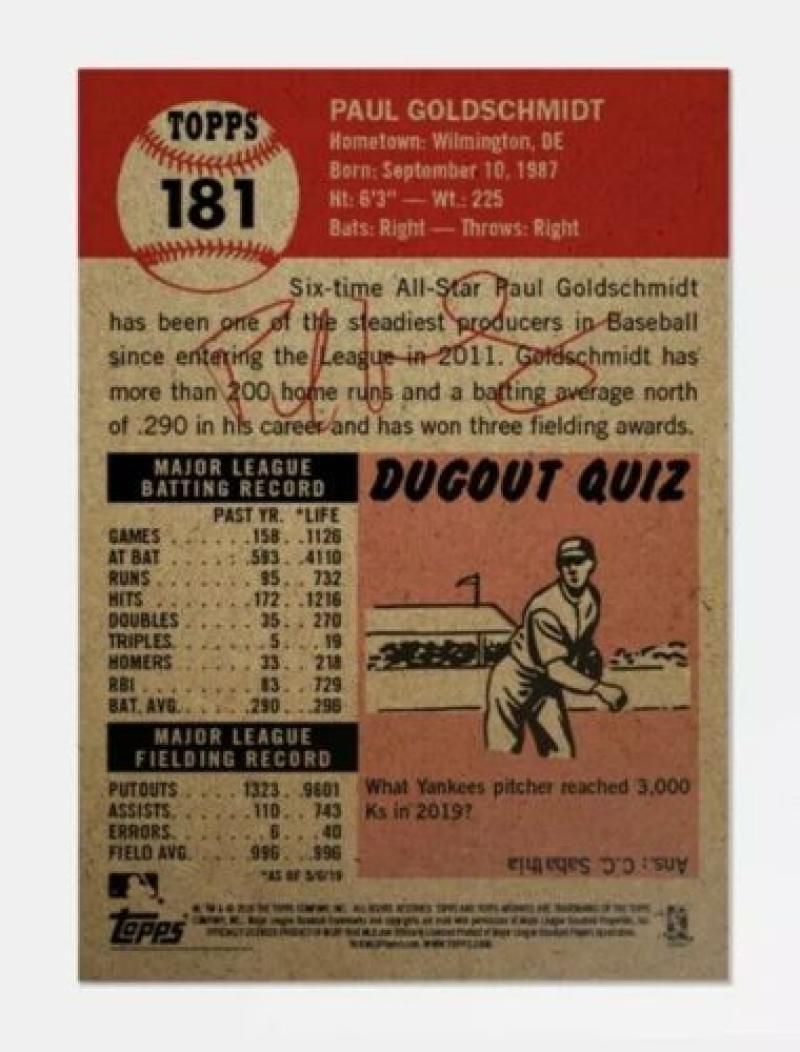 TOPPS
181
PAUL GOLDSCHMIDT
Hometown: Wilmington, DE
Born: September 10, 1987
Ht: 6'3" — Wt.: 225
Bats: Right — Throws: Right
Six-time All-Star Paul Goldschmidt
has been one of the steadiest producers in Baseball
since entering the League in 2011. Goldschmidt has
more than 200 home runs and a batting average north
of .290 in his career and has won three fielding awards.
MAJOR LEAGUE
BATTING RECORD
PAST YR. *LIFE
GAMES . . . . . . .158. .1126
AT BAT . . . . . . .593. .4110
RUNS . . . . . . . . 95. . 732
HITS . . . . . . . .172. .1216
DOUBLES . . . . . 35. . 270
TRIPLES. . . . . . . 5. . . 19
HOMERS . . . . . . 33. . 218
RBI . . . . . . . . . 83. . 729
BAT. AVG. . . . . .290. . .296
MAJOR LEAGUE
FIELDING RECORD
PUTOUTS . . . . .1323. .9601
ASSISTS. . . . . . .110. . 743
ERRORS. . . . . . . 6. . . 40
FIELD AVG. . . . .996. . .996
*AS OF 5/6/19
DUGOUT QUIZ
What Yankees pitcher reached 3,000
Ks in 2019?
Ans.: C.C. Sabathia
Topps